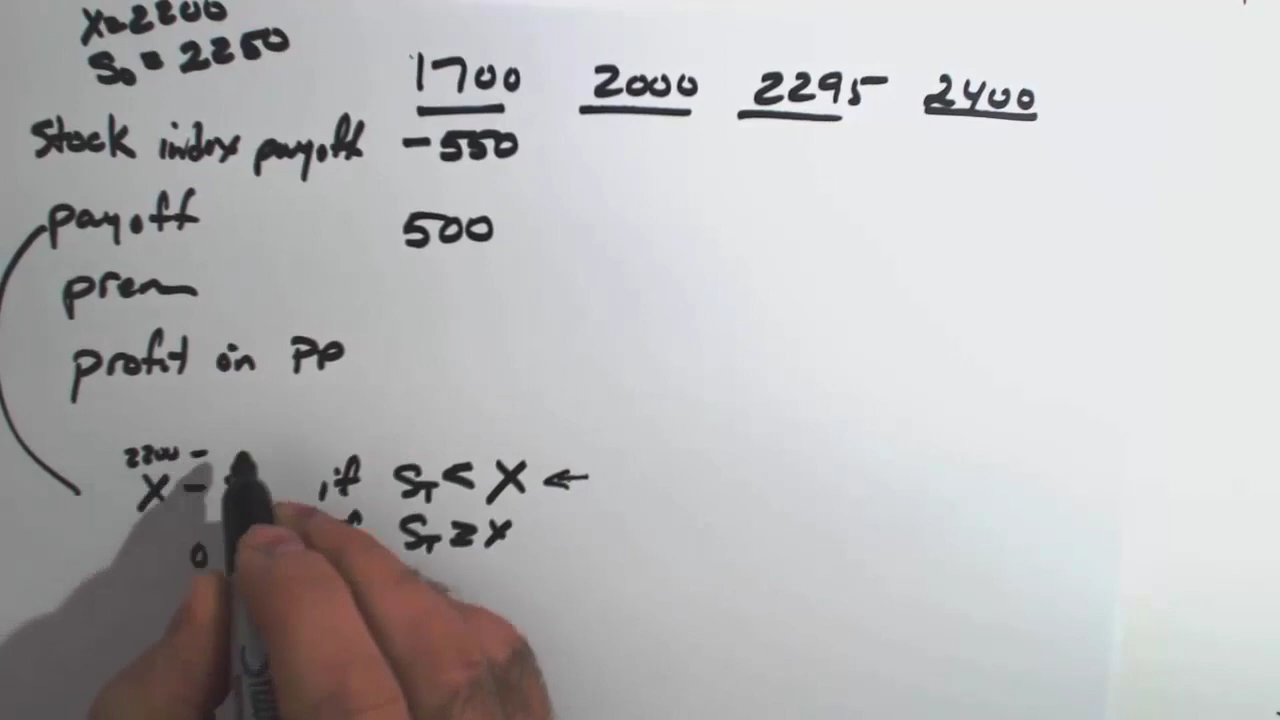 X=2200
S₀ = 2250
1700 2000 2295 2400
Stock index payoff -550
payoff 500
prem
profit on PP
2200 -
X - , if Sₜ < X ←
0 Sₜ ≥ X